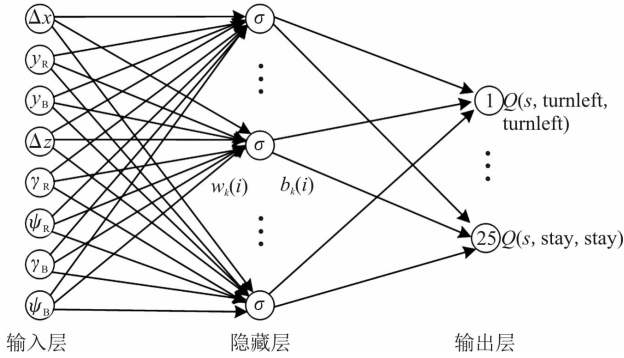 Δx
y_R
y_B
Δz
γ_R
ψ_R
γ_B
ψ_B
σ
σ
σ
w_k(i)
b_k(i)
1 Q(s, turnleft,
turnleft)
25 Q(s, stay, stay)
输入层
隐藏层
输出层